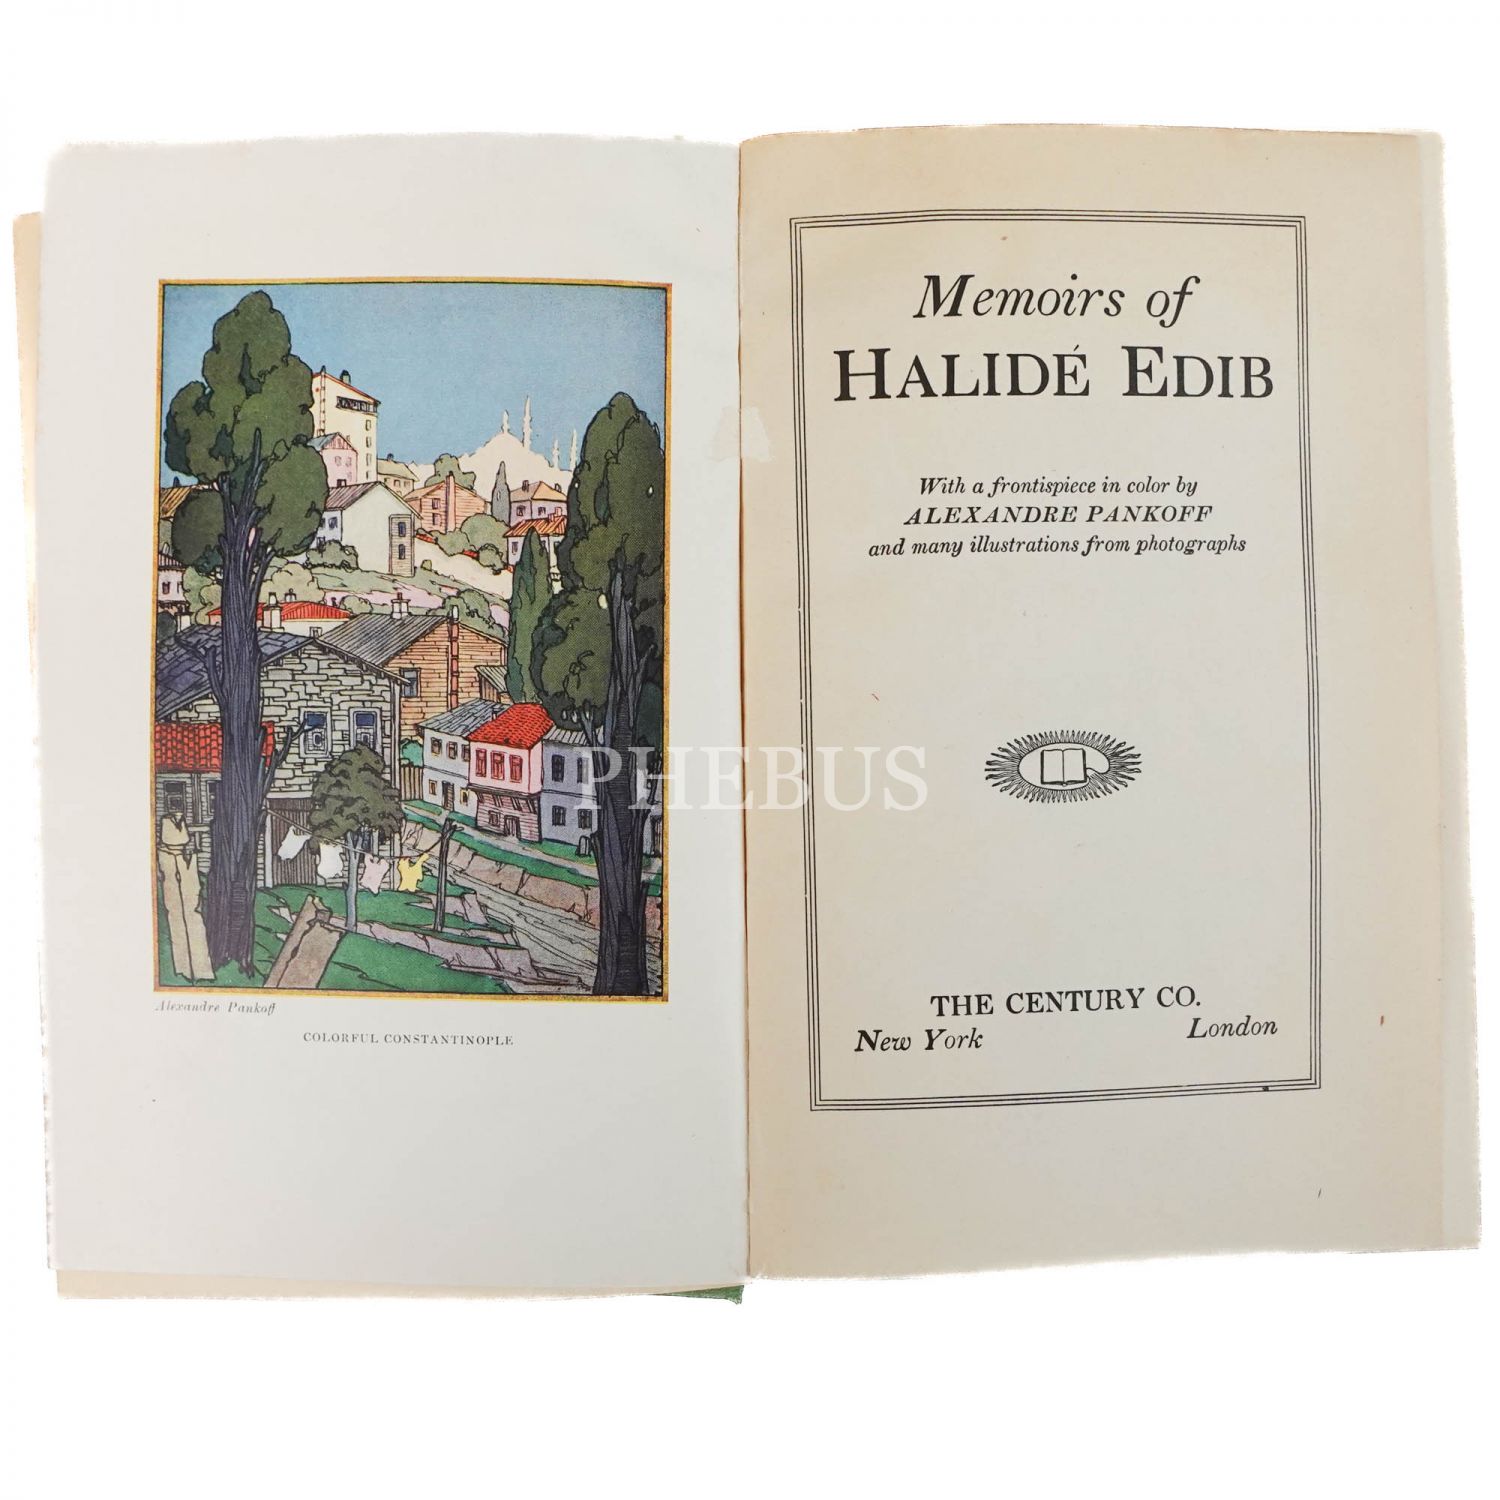 Alexandre Pankoff
COLORFUL CONSTANTINOPLE
Memoirs of
HALIDÉ EDIB
With a frontispiece in color by
ALEXANDRE PANKOFF
and many illustrations from photographs
THE CENTURY CO.
New York London
PHEBUS